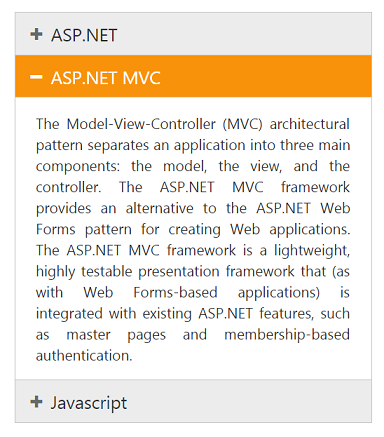 ASP.NET
ASP.NET MVC
The Model-View-Controller (MVC) architectural
pattern separates an application into three main
components: the model, the view, and the
controller. The ASP.NET MVC framework
provides an alternative to the ASP.NET Web
Forms pattern for creating Web applications.
The ASP.NET MVC framework is a lightweight,
highly testable presentation framework that (as
with Web Forms-based applications) is
integrated with existing ASP.NET features, such
as master pages and membership-based
authentication.
Javascript